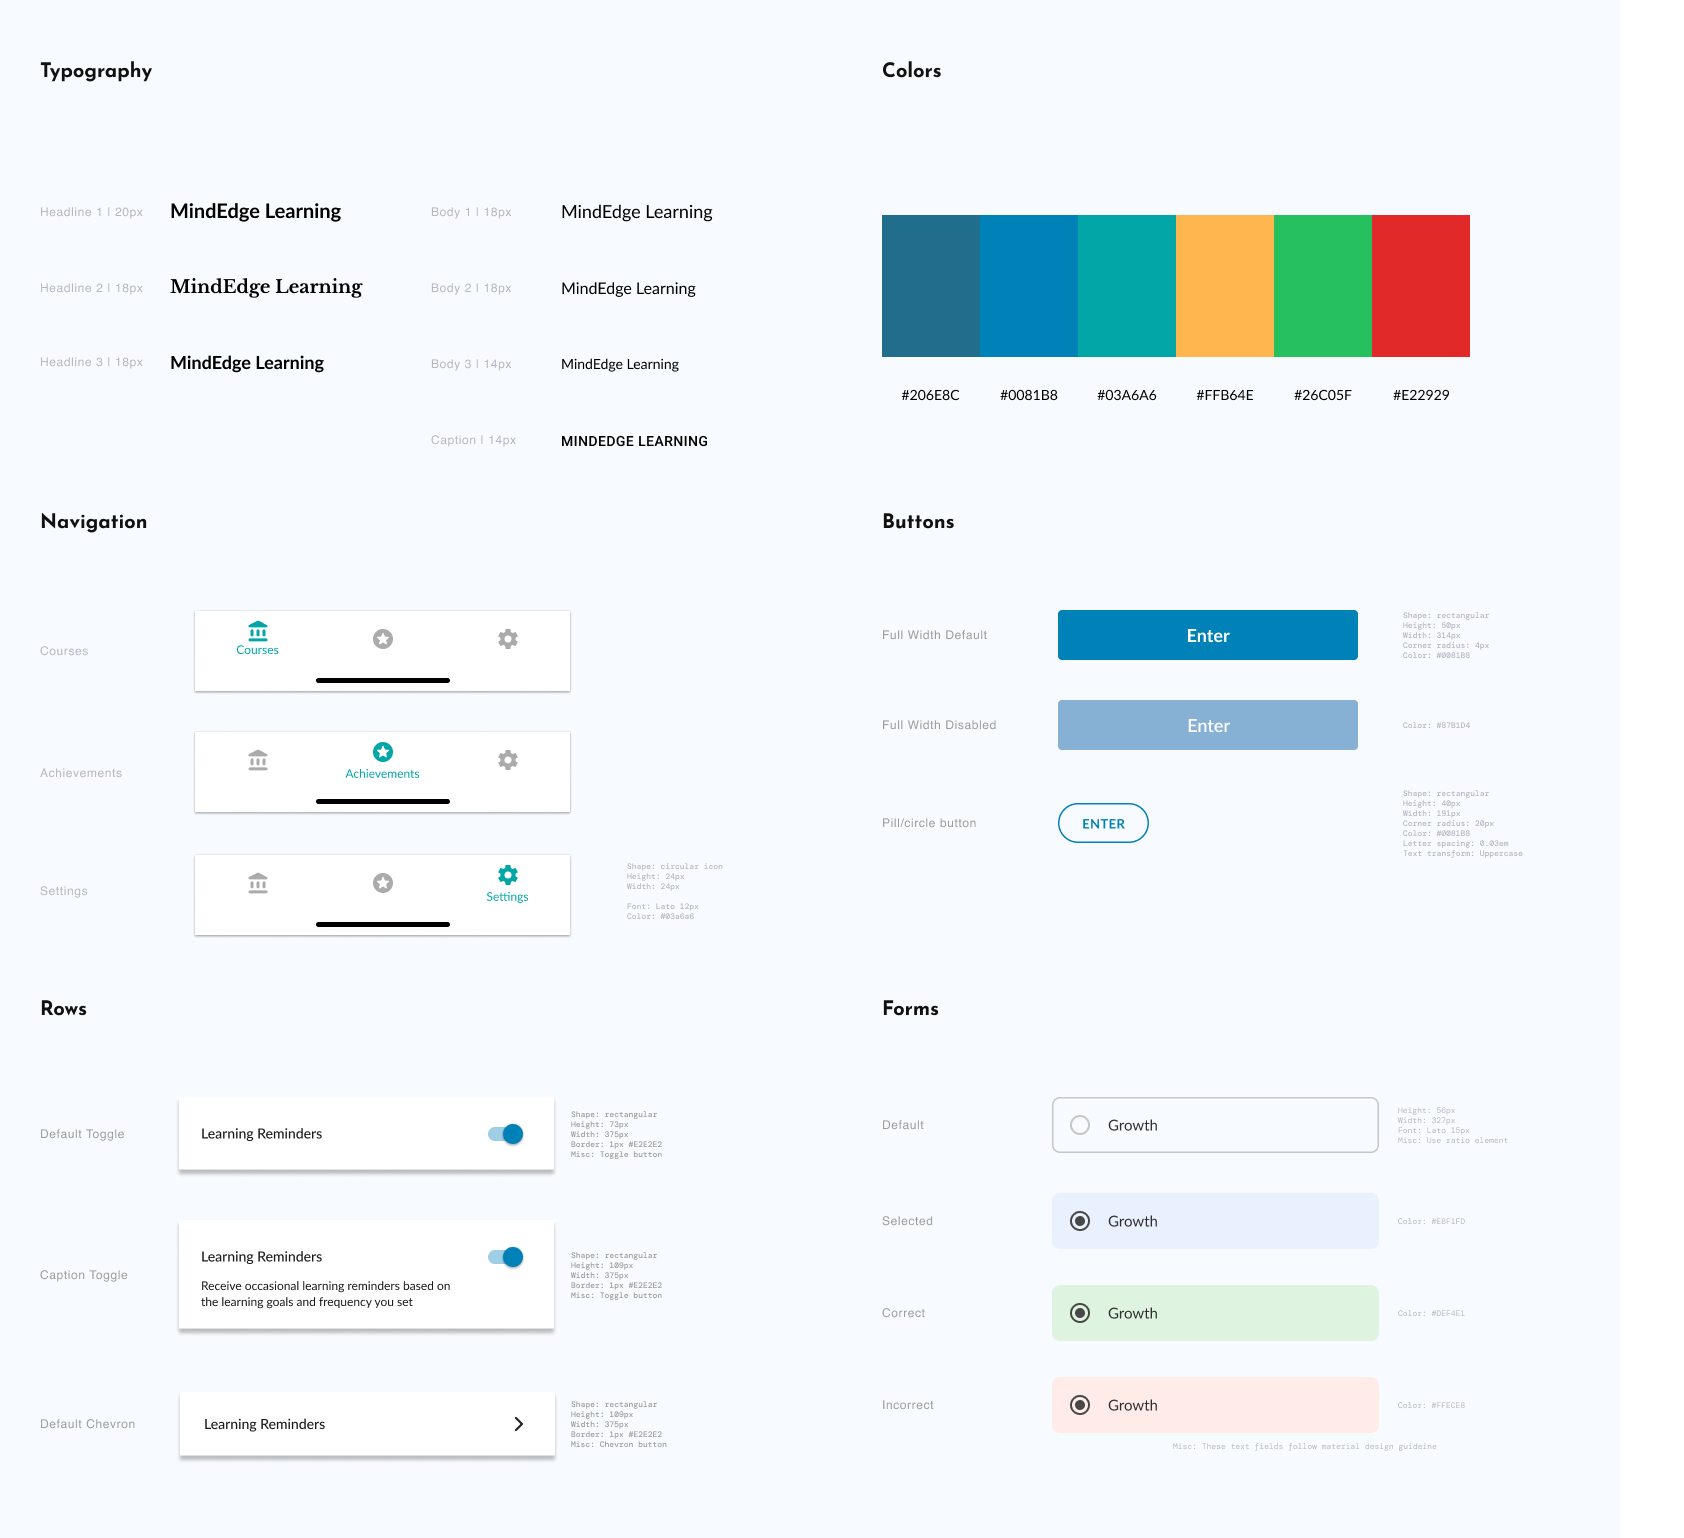 Typography
Headline 1 | 20px
MindEdge Learning
Body 1 | 18px
MindEdge Learning
Headline 2 | 18px
MindEdge Learning
Body 2 | 18px
MindEdge Learning
Headline 3 | 18px
MindEdge Learning
Body 3 | 14px
MindEdge Learning
Caption | 14px
MINDEDGE LEARNING
Colors
#206E8C
#0081B8
#03A6A6
#FFB64E
#26C05F
#E22929
Navigation
Courses
Courses
Achievements
Achievements
Settings
Settings
Shape: circular icon
Height: 24px
Width: 24px
Font: Lato 12px
Color: #03a6a6
Buttons
Full Width Default
Enter
Shape: rectangular
Height: 50px
Width: 314px
Corner radius: 4px
Color: #0081B8
Full Width Disabled
Enter
Color: #87B1D4
Pill/circle button
ENTER
Shape: rectangular
Height: 40px
Width: 191px
Corner radius: 20px
Color: #0081B8
Letter spacing: 0.03em
Text transform: Uppercase
Rows
Default Toggle
Learning Reminders
Shape: rectangular
Height: 73px
Width: 375px
Border: 1px #E2E2E2
Misc: Toggle button
Caption Toggle
Learning Reminders
Receive occasional learning reminders based on
the learning goals and frequency you set
Shape: rectangular
Height: 109px
Width: 375px
Border: 1px #E2E2E2
Misc: Toggle button
Default Chevron
Learning Reminders
Shape: rectangular
Height: 109px
Width: 375px
Border: 1px #E2E2E2
Misc: Chevron button
Forms
Default
Growth
Height: 56px
Width: 327px
Font: Lato 15px
Misc: Use ratio element
Selected
Growth
Color: #E8F1FD
Correct
Growth
Color: #DEF4E1
Incorrect
Growth
Color: #FFECE8
Misc: These text fields follow material design guideine